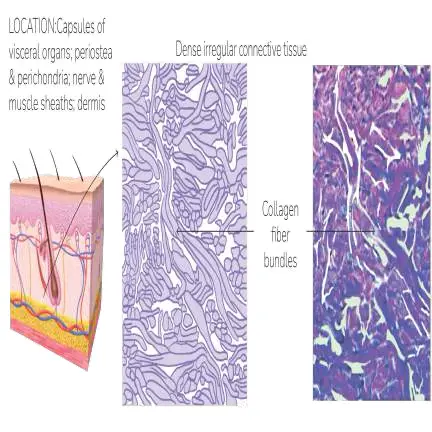 LOCATION:Capsules of
visceral organs; periostea
& perichondria; nerve &
muscle sheaths; dermis
Dense irregular connective tissue
Collagen
fiber
bundles